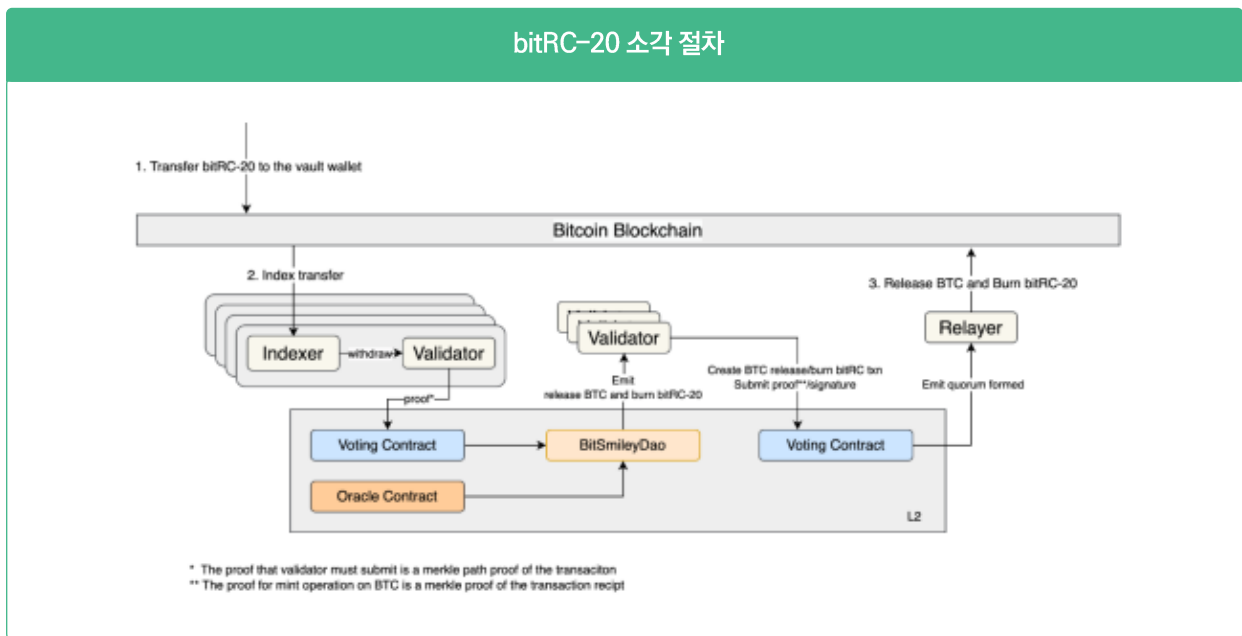 bitRC-20 소각 절차
1. Transfer bitRC-20 to the vault wallet
Bitcoin Blockchain
2. Index transfer
3. Release BTC and Burn bitRC-20
Indexer
withdraw
Validator
Validator
Relayer
Emit
release BTC and burn bitRC-20
Create BTC release/burn bitRC txn
Submit proof**/signature
Emit quorum formed
proof*
Voting Contract
BitSmileyDao
Voting Contract
Oracle Contract
L2
* The proof that validator must submit is a merkle path proof of the transaciton
** The proof for mint operation on BTC is a merkle proof of the transaction recipt